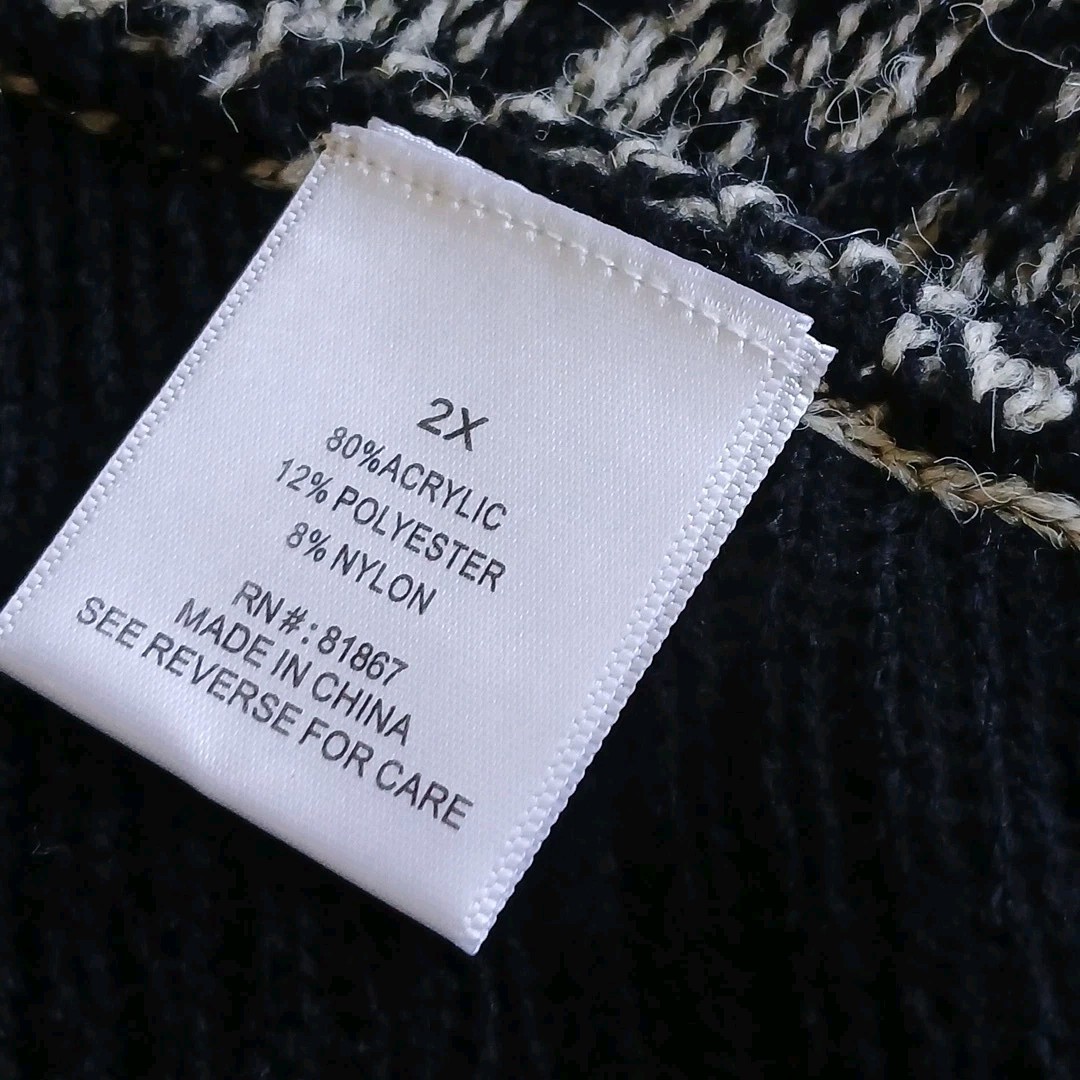 2X
80%ACRYLIC
12% POLYESTER
8% NYLON
RN#:81867
MADE IN CHINA
SEE REVERSE FOR CARE